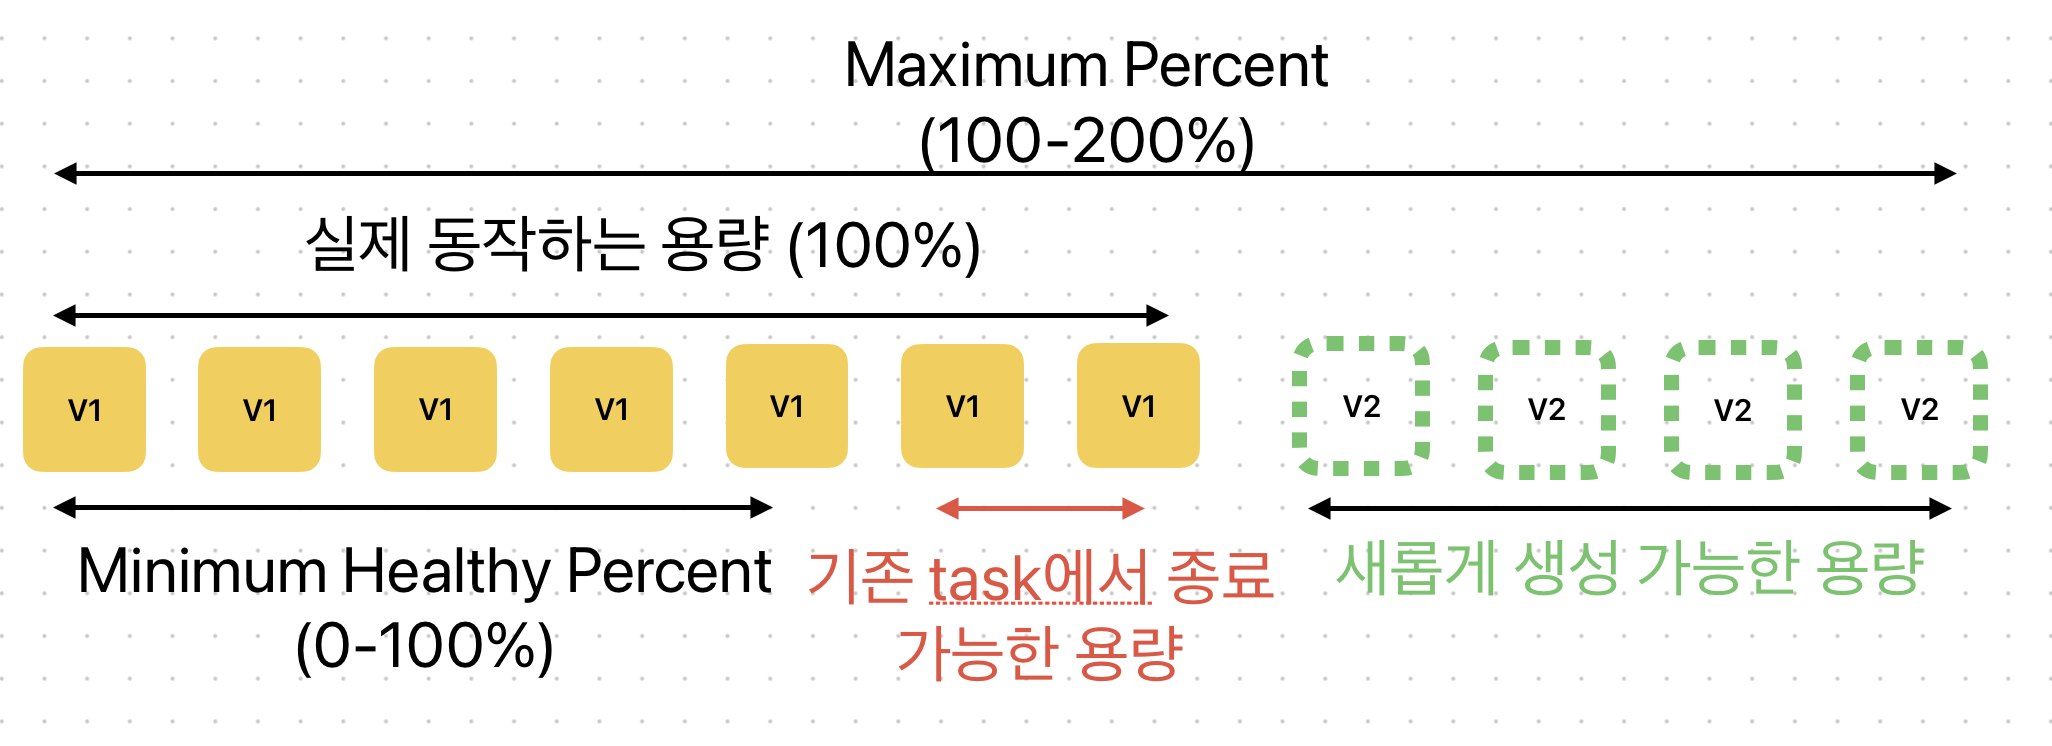 Maximum Percent
(100-200%)
실제 동작하는 용량 (100%)
V1 V1 V1 V1 V1 V1 V1 V2 V2 V2 V2
Minimum Healthy Percent
(0-100%)
기존 task에서 종료
가능한 용량
새롭게 생성 가능한 용량